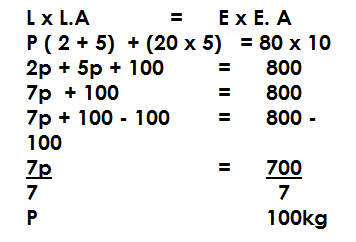 L x L.A = E x E. A
P ( 2 + 5) + (20 x 5) = 80 x 10
2p + 5p + 100 = 800
7p + 100 = 800
7p + 100 - 100 = 800 -
100
7p = 700
7 7
P 100kg